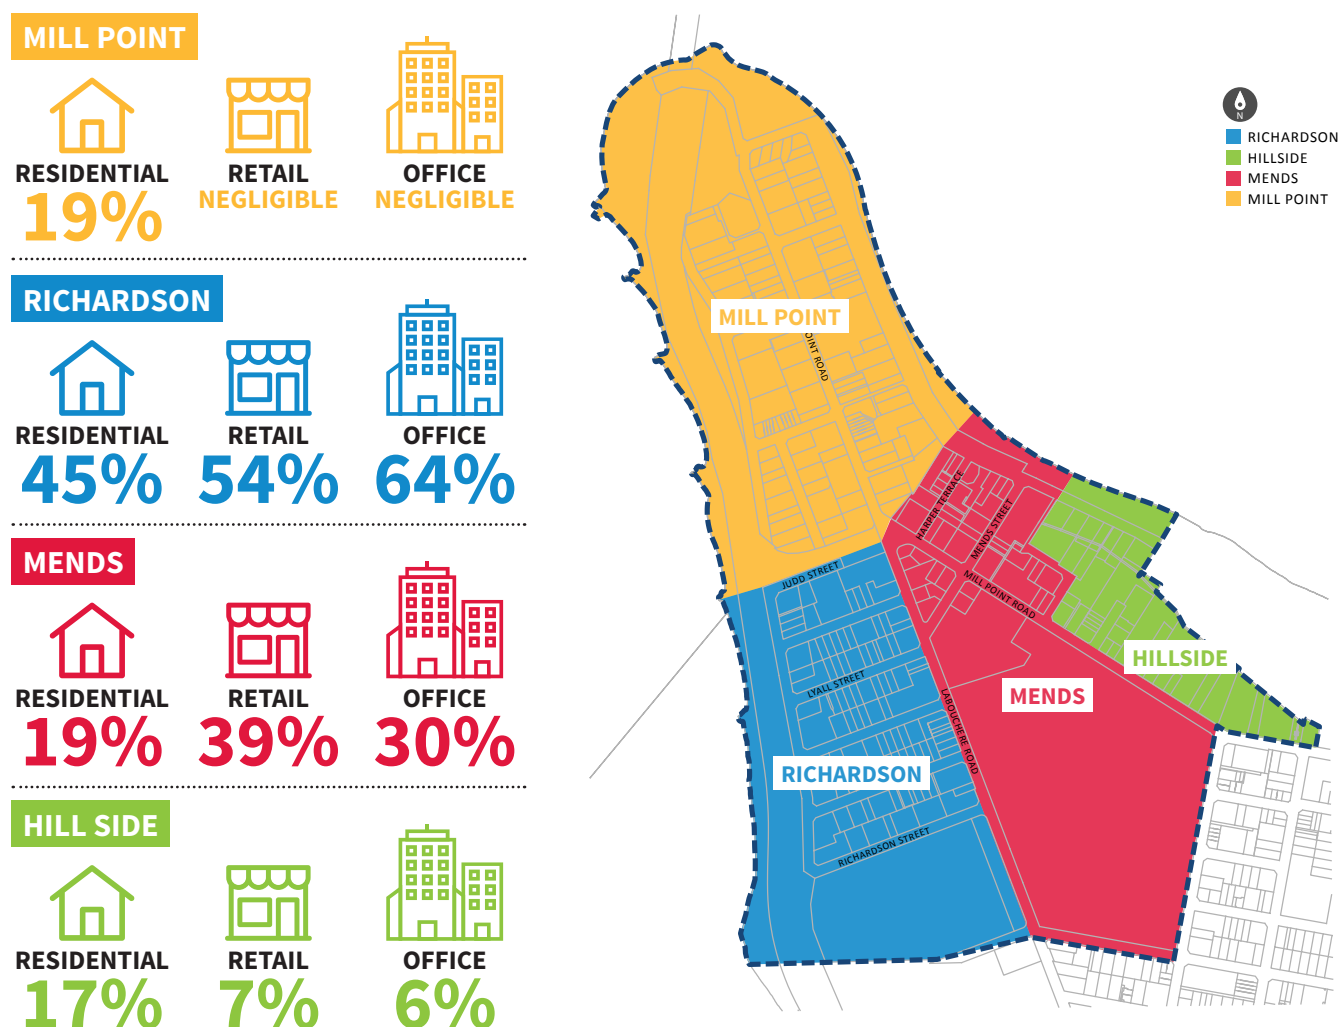 MILL POINT
RESIDENTIAL
19%
RETAIL
NEGLIGIBLE
OFFICE
NEGLIGIBLE
RICHARDSON
RESIDENTIAL
45%
RETAIL
54%
OFFICE
64%
MENDS
RESIDENTIAL
19%
RETAIL
39%
OFFICE
30%
HILL SIDE
RESIDENTIAL
17%
RETAIL
7%
OFFICE
6%
N
RICHARDSON
HILLSIDE
MENDS
MILL POINT
MILL POINT
OINT ROAD
HARPER TERRACE
MENDS STREET
MILL POINT ROAD
JUDD STREET
LYALL STREET
LABOUCHERE ROAD
HILLSIDE
MENDS
RICHARDSON
RICHARDSON STREET